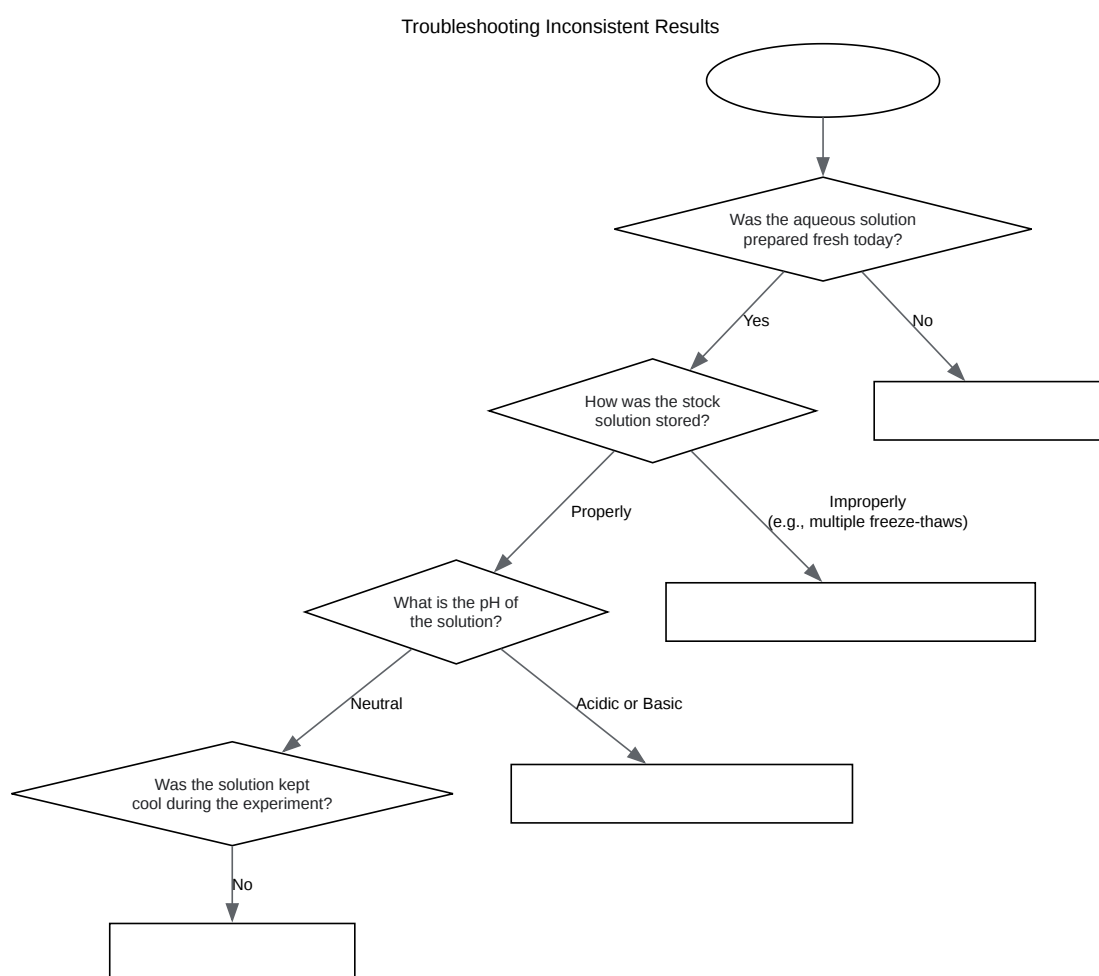 Troubleshooting Inconsistent Results
Was the aqueous solution
prepared fresh today?
Yes
No
How was the stock
solution stored?
Properly
Improperly
(e.g., multiple freeze-thaws)
What is the pH of
the solution?
Neutral
Acidic or Basic
Was the solution kept
cool during the experiment?
No